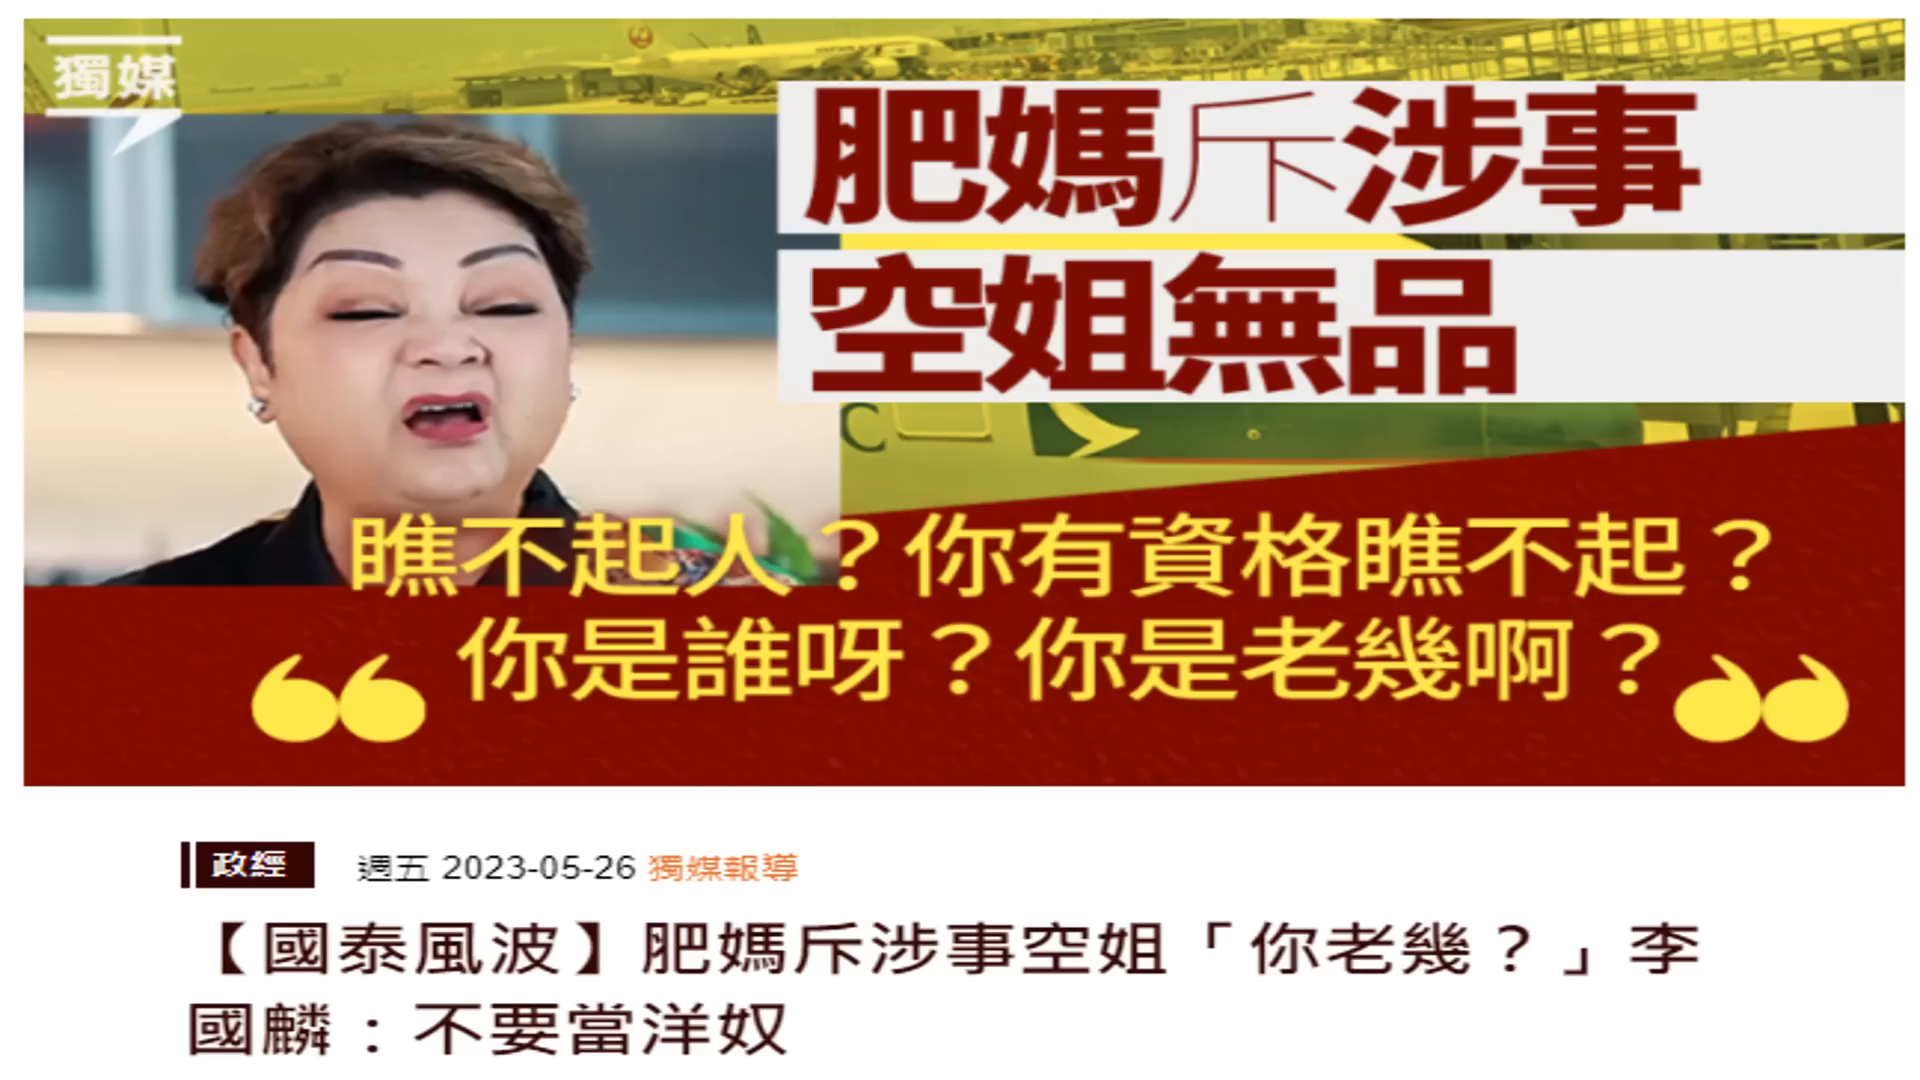 獨媒
肥媽斥涉事
空姐無品
C
瞧不起人？你有資格瞧不起？
你是誰呀？你是老幾啊？
政經
週五 2023-05-26 獨媒報導
【國泰風波】肥媽斥涉事空姐「你老幾？」李
國麟：不要當洋奴